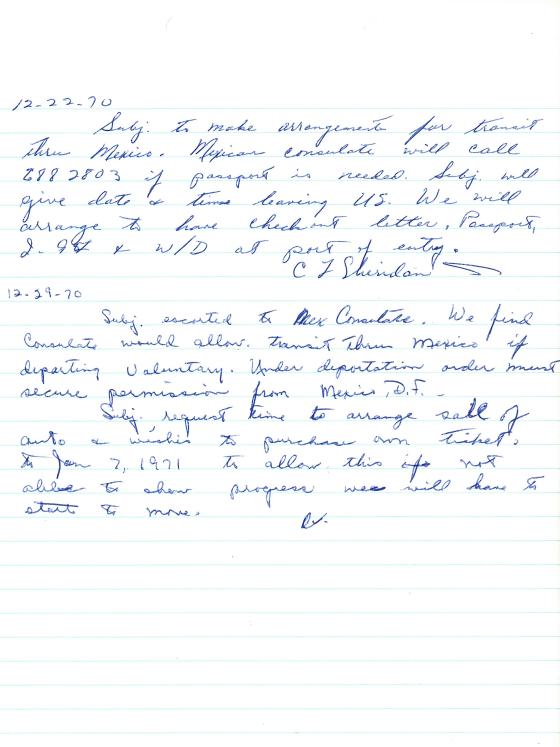 12-22-70
Subj. to make arrangements for transit
thru Mexico. Mexican consulate will call
688 2803 if passport is needed. Subj. will
give date & time leaving US. We will
arrange to have check out letter, Passport,
I-94 & W/D at port of entry.
C F Sheridan
12-29-70
Subj. escorted to Mex Consulate. We find
Consulate would allow transit thru Mexico if
departing voluntary. Under deportation order must
secure permission from Mexico, D.F. -
Subj. request time to arrange sale of
auto & wishes to purchase own ticket.
to Jan 7, 1971 to allow this if not
able to show progress we will have to
start to move.